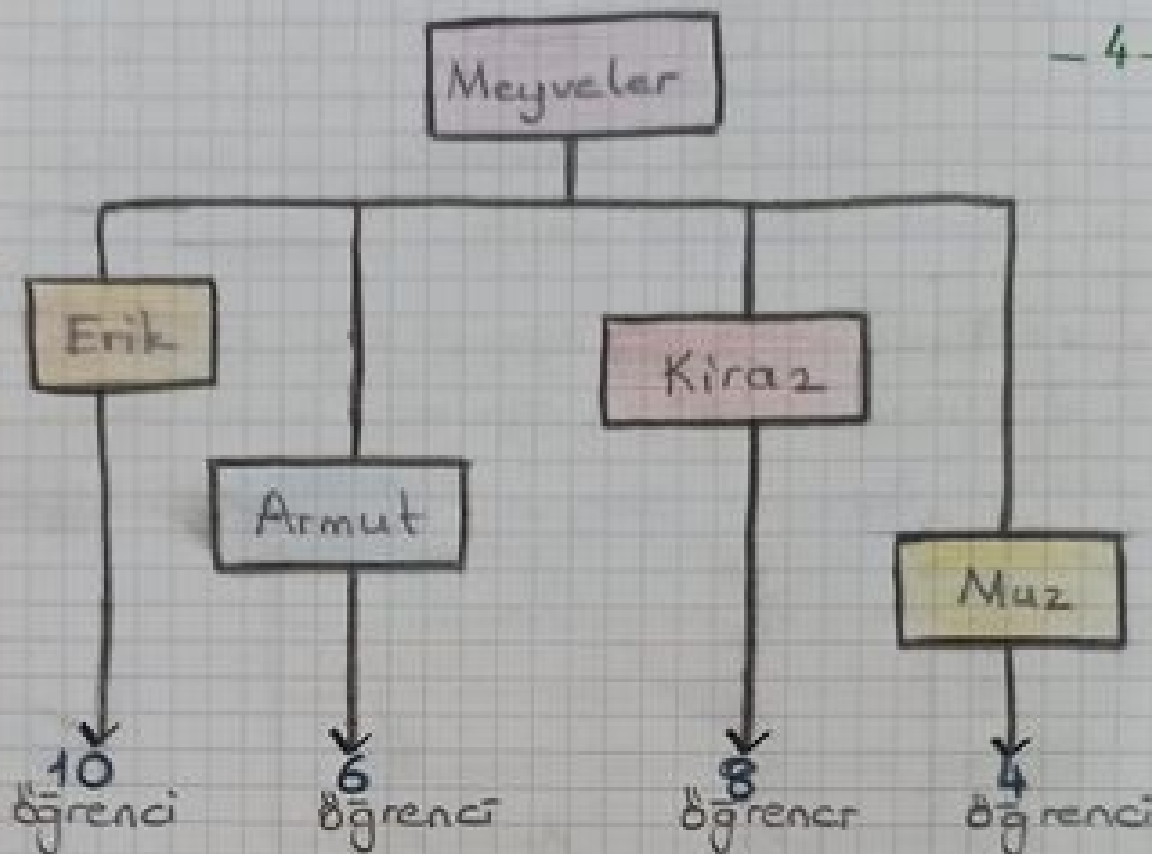 - 4 -
Meyveler
Erik
Kiraz
Armut
Muz
10 6 8 4
öğrenci öğrenci öğrenci öğrenci